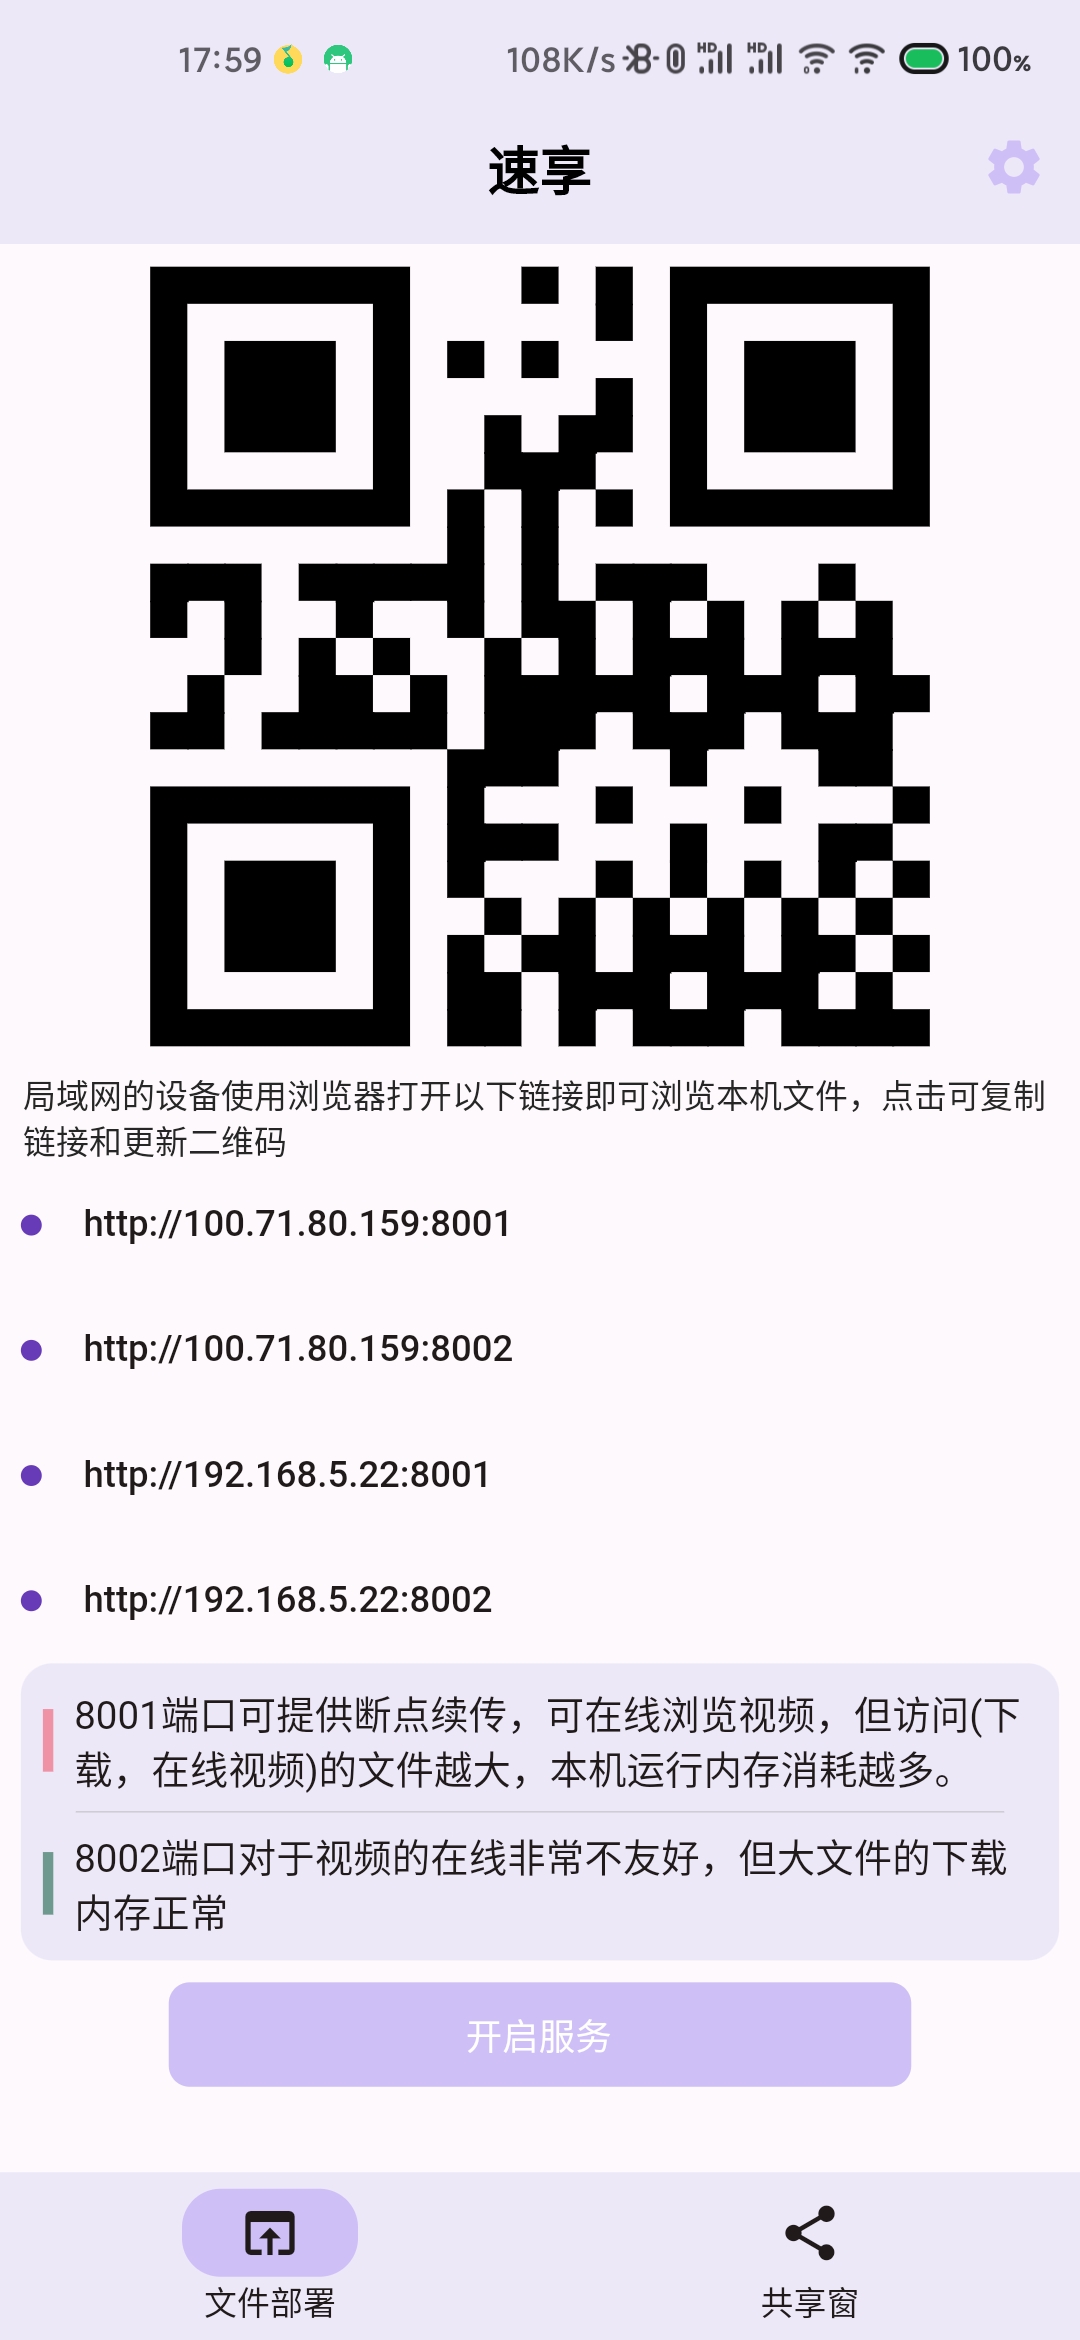 17:59 108K/s HD HD 100%
速享
局域网的设备使用浏览器打开以下链接即可浏览本机文件，点击可复制
链接和更新二维码
http://100.71.80.159:8001
http://100.71.80.159:8002
http://192.168.5.22:8001
http://192.168.5.22:8002
8001端口可提供断点续传，可在线浏览视频，但访问(下
载，在线视频)的文件越大，本机运行内存消耗越多。
8002端口对于视频的在线非常不友好，但大文件的下载
内存正常
开启服务
文件部署
共享窗